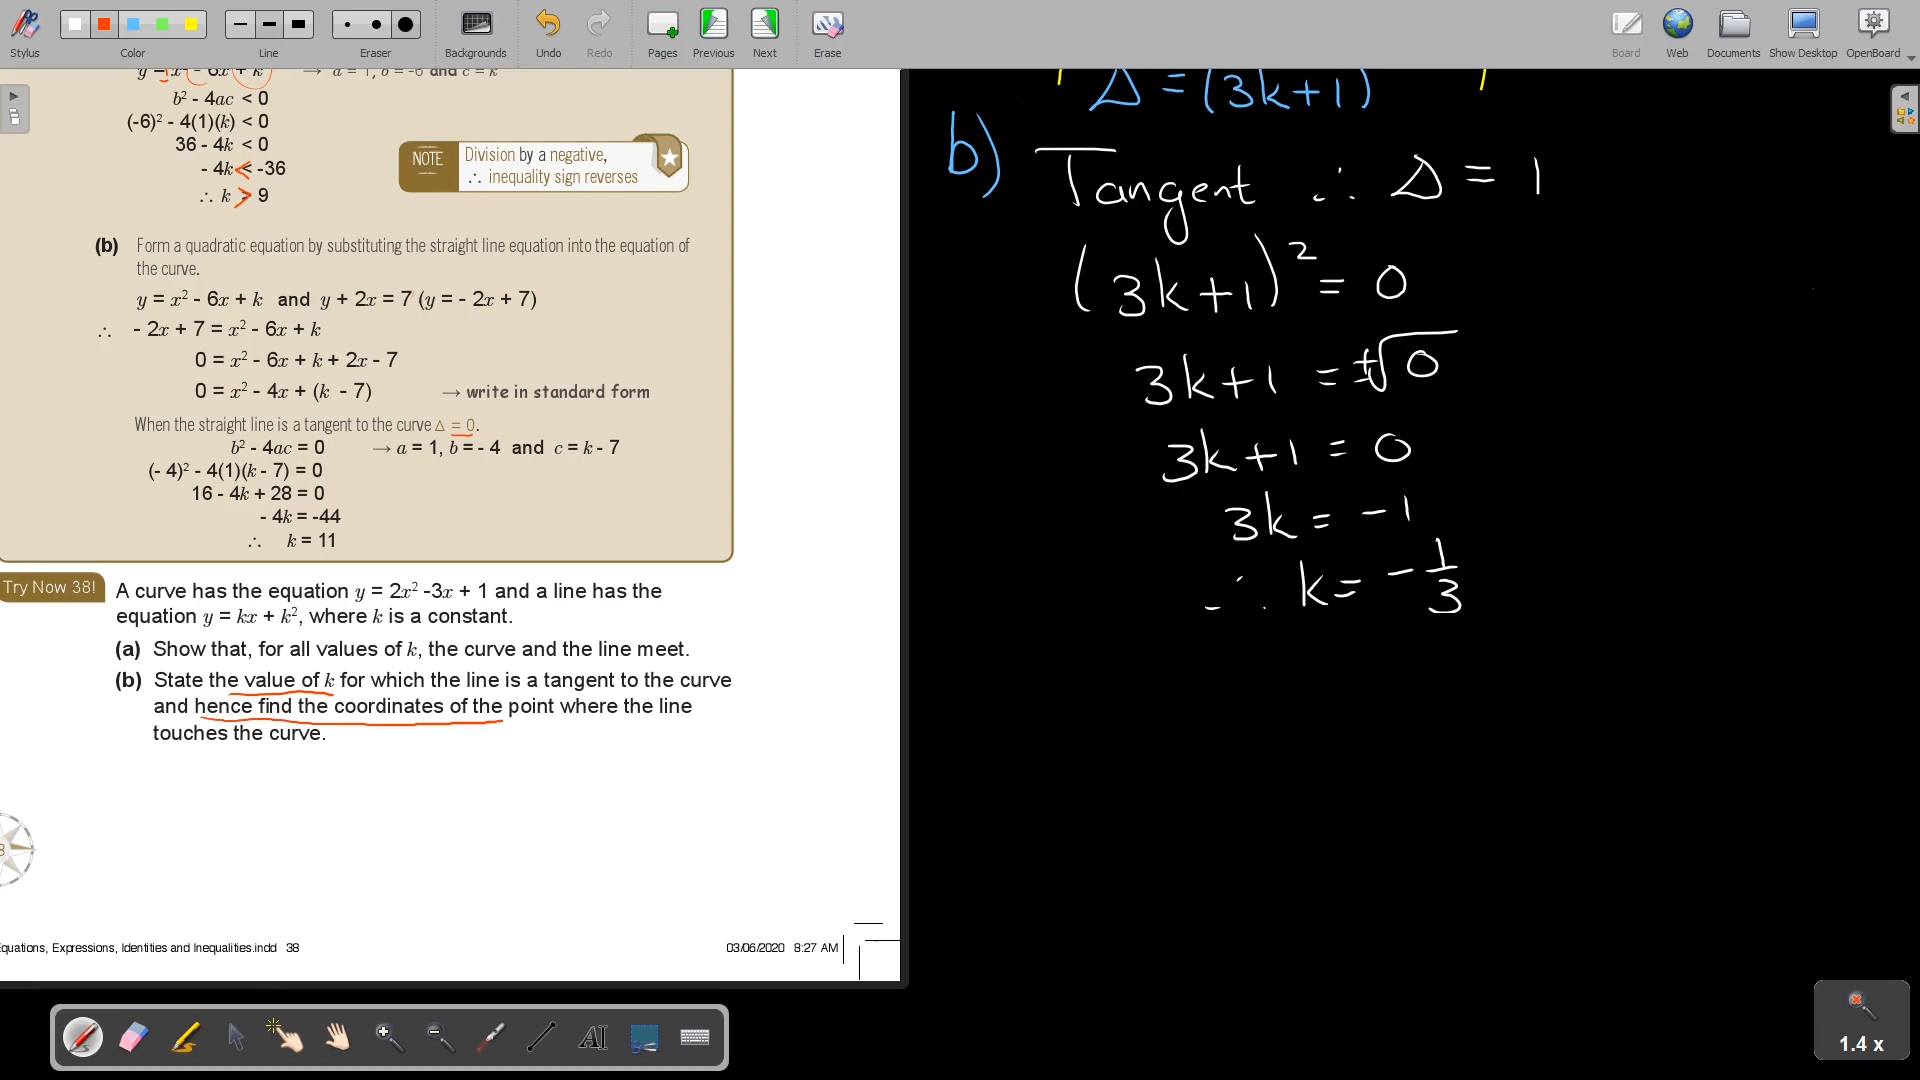 Stylus Color Line Eraser Backgrounds Undo Redo Pages Previous Next Erase Board Web Documents Show Desktop OpenBoard
y = x² - 6x + k → a = 1, b = -6 and c = k
b² - 4ac < 0
(-6)² - 4(1)(k) < 0
36 - 4k < 0
- 4k < -36
∴ k > 9
NOTE Division by a negative,
∴ inequality sign reverses
(b) Form a quadratic equation by substituting the straight line equation into the equation of
the curve.
y = x² - 6x + k and y + 2x = 7 (y = - 2x + 7)
∴ - 2x + 7 = x² - 6x + k
0 = x² - 6x + k + 2x - 7
0 = x² - 4x + (k - 7) → write in standard form
When the straight line is a tangent to the curve Δ = 0.
b² - 4ac = 0 → a = 1, b = - 4 and c = k - 7
(- 4)² - 4(1)(k - 7) = 0
16 - 4k + 28 = 0
- 4k = -44
∴ k = 11
Try Now 38! A curve has the equation y = 2x² -3x + 1 and a line has the
equation y = kx + k², where k is a constant.
(a) Show that, for all values of k, the curve and the line meet.
(b) State the value of k for which the line is a tangent to the curve
and hence find the coordinates of the point where the line
touches the curve.
quations, Expressions, Identities and Inequalities.indd 38 03/06/2020 8:27 AM
Δ = (3k+1)
b) Tangent ∴ Δ = 1
(3k+1)² = 0
3k+1 = ±√0
3k+1 = 0
3k = -1
∴ k = -1/3
1.4 x